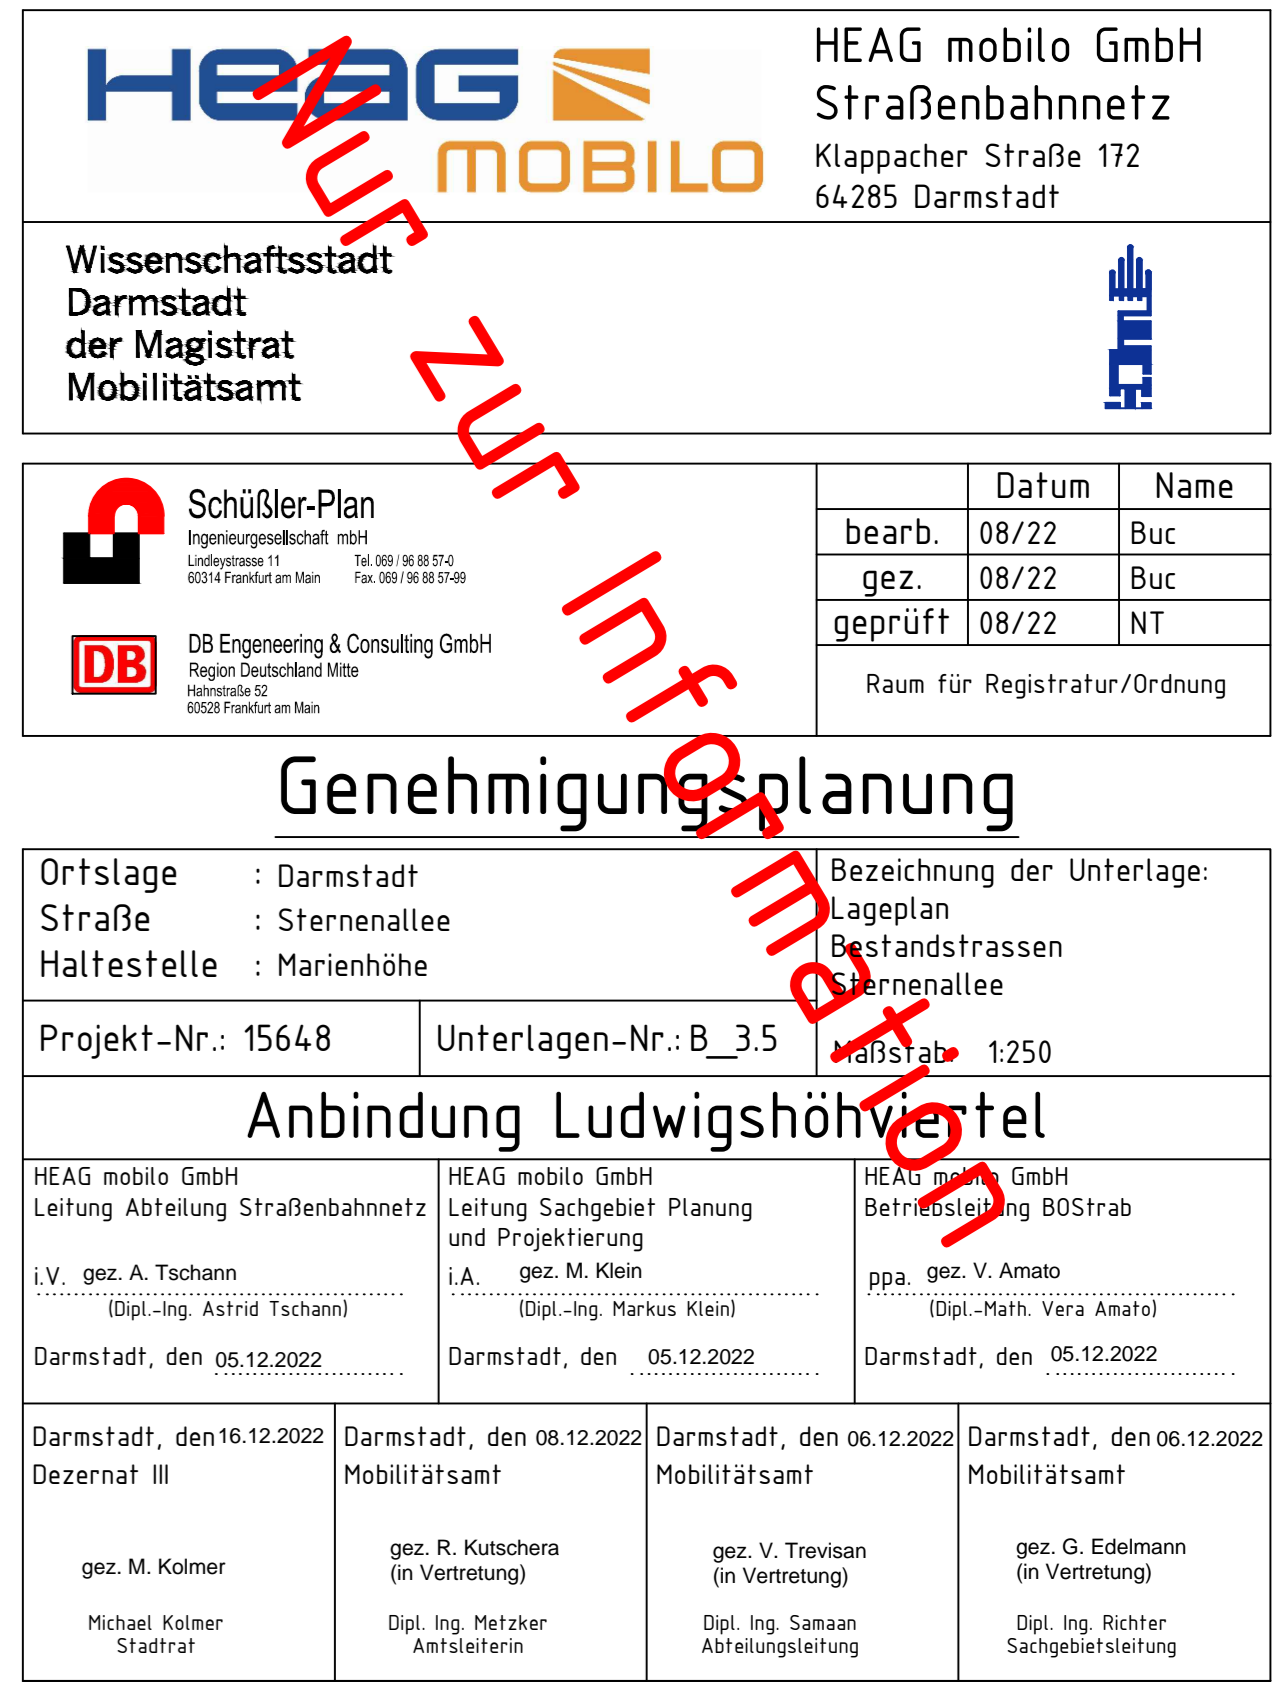 HEAG
MOBILO
HEAG mobilo GmbH
Straßenbahnnetz
Klappacher Straße 172
64285 Darmstadt
Wissenschaftsstadt
Darmstadt
der Magistrat
Mobilitätsamt
Nur zur Information
Schüßler-Plan
Ingenieurgesellschaft mbH
Lindleystrasse 11 Tel. 069 / 96 88 57-0
60314 Frankfurt am Main Fax. 069 / 96 88 57-99
DB
DB Engeneering & Consulting GmbH
Region Deutschland Mitte
Hahnstraße 52
60528 Frankfurt am Main
Datum Name
bearb. 08/22 Buc
gez. 08/22 Buc
geprüft 08/22 NT
Raum für Registratur/Ordnung
Genehmigungsplanung
Ortslage : Darmstadt
Straße : Sternenallee
Haltestelle : Marienhöhe
Bezeichnung der Unterlage:
Lageplan
Bestandstrassen
Sternenallee
Maßstab: 1:250
Projekt-Nr.: 15648
Unterlagen-Nr.: B__3.5
Anbindung Ludwigshöhviertel
HEAG mobilo GmbH
Leitung Abteilung Straßenbahnnetz
i.V. gez. A. Tschann
(Dipl.-Ing. Astrid Tschann)
Darmstadt, den 05.12.2022
HEAG mobilo GmbH
Leitung Sachgebiet Planung
und Projektierung
i.A. gez. M. Klein
(Dipl.-Ing. Markus Klein)
Darmstadt, den 05.12.2022
HEAG mobilo GmbH
Betriebsleitung BOStrab
ppa. gez. V. Amato
(Dipl.-Math. Vera Amato)
Darmstadt, den 05.12.2022
Darmstadt, den 16.12.2022
Dezernat III
gez. M. Kolmer
Michael Kolmer
Stadtrat
Darmstadt, den 08.12.2022
Mobilitätsamt
gez. R. Kutschera
(in Vertretung)
Dipl. Ing. Metzker
Amtsleiterin
Darmstadt, den 06.12.2022
Mobilitätsamt
gez. V. Trevisan
(in Vertretung)
Dipl. Ing. Samaan
Abteilungsleitung
Darmstadt, den 06.12.2022
Mobilitätsamt
gez. G. Edelmann
(in Vertretung)
Dipl. Ing. Richter
Sachgebietsleitung